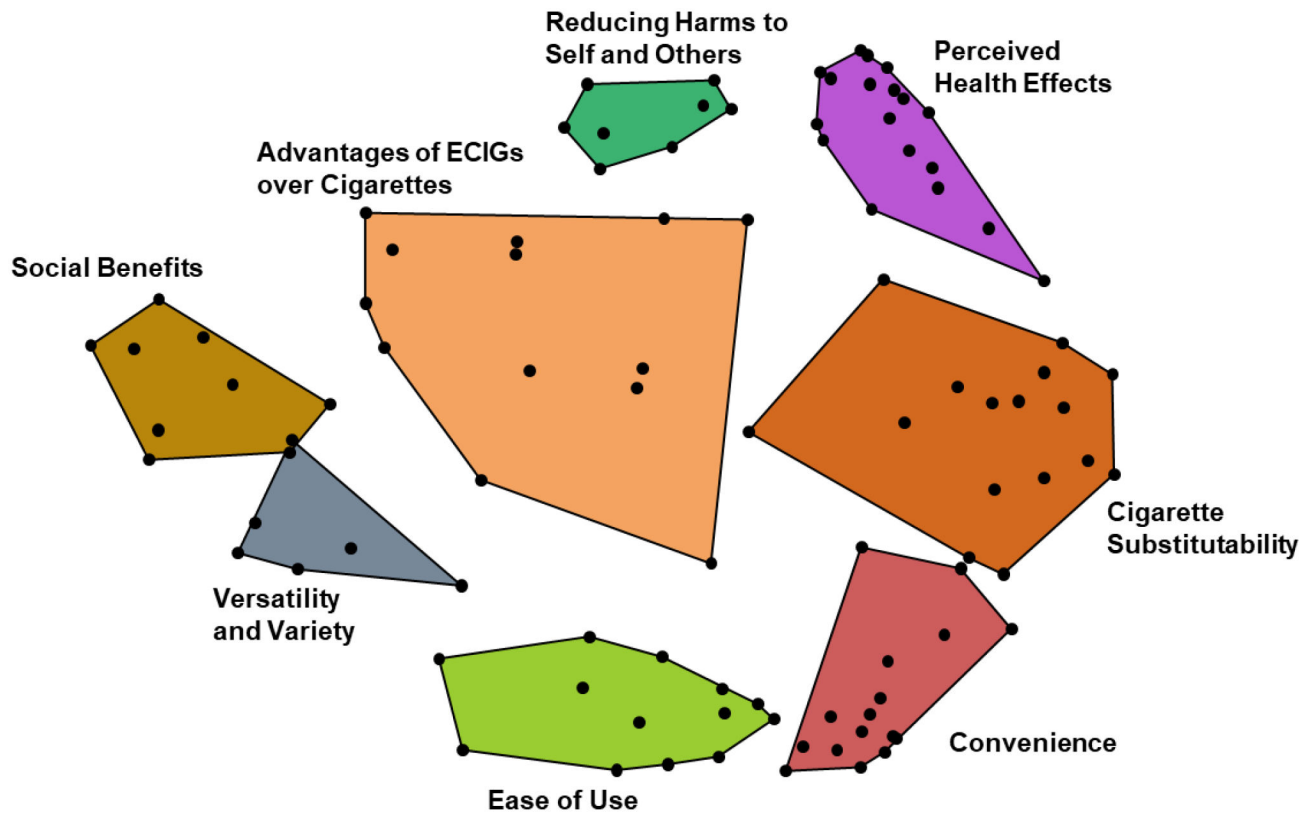 Reducing Harms to
Self and Others
Perceived
Health Effects
Advantages of ECIGs
over Cigarettes
Social Benefits
Cigarette
Substitutability
Versatility
and Variety
Convenience
Ease of Use